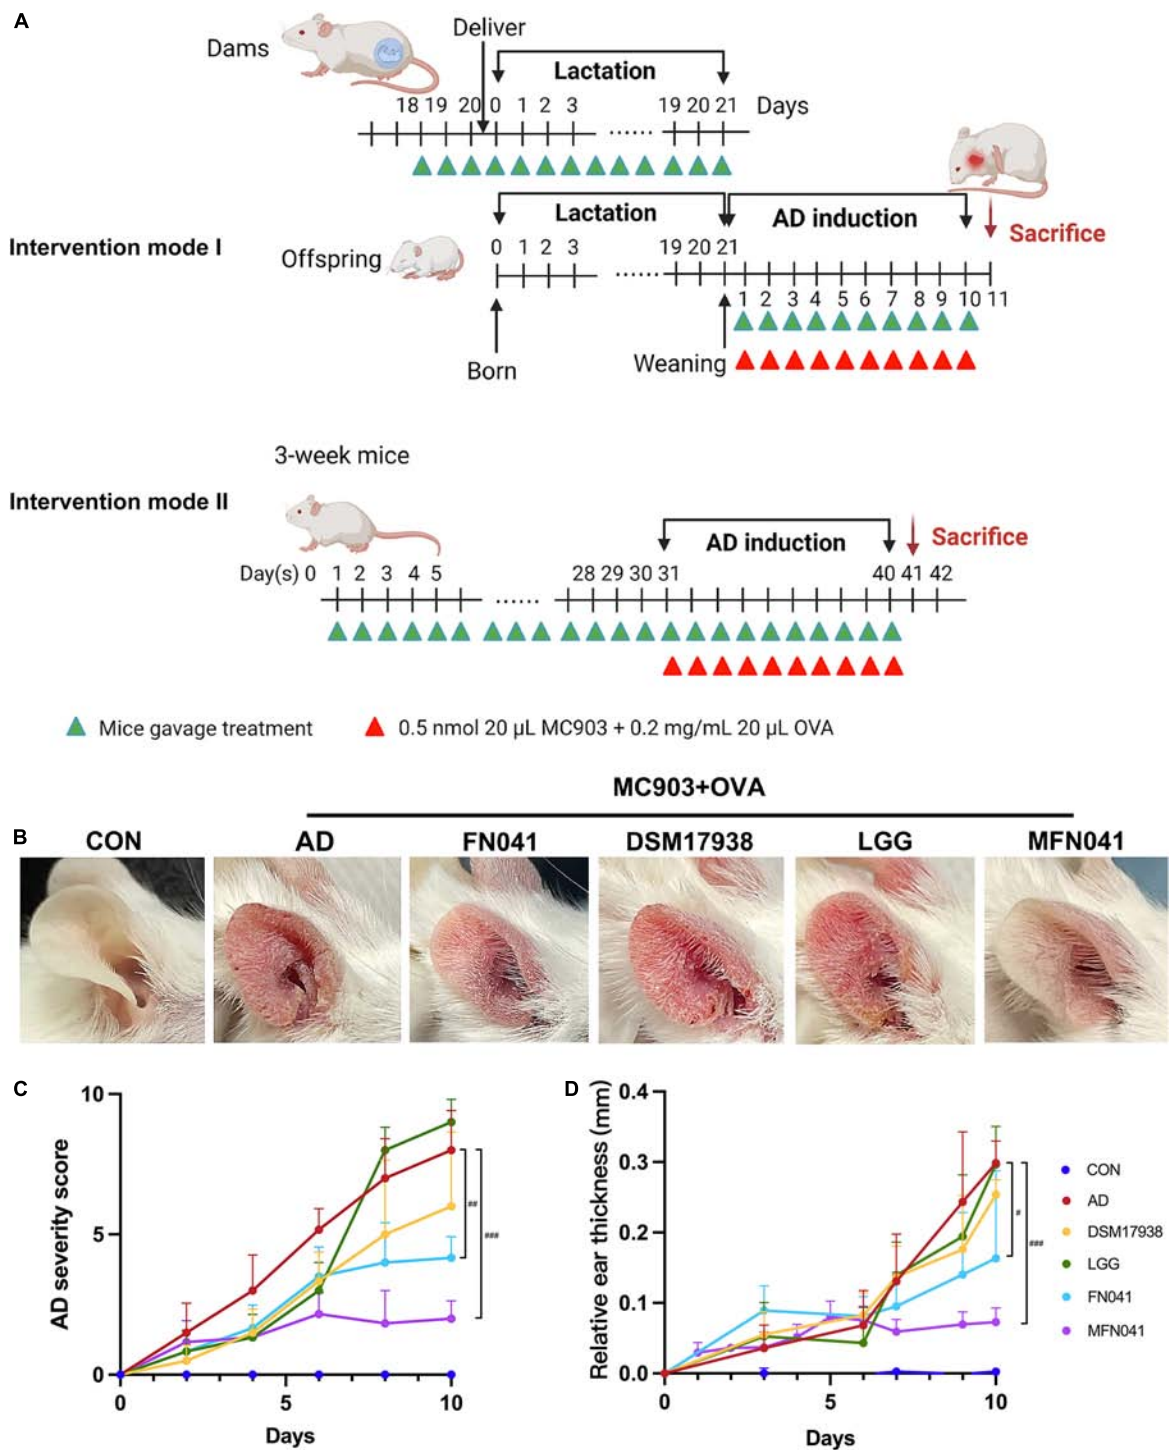 A
Dams
Deliver
Lactation
18 19 20 0 1 2 3 ...... 19 20 21 Days
Intervention mode I
Lactation
AD induction
Sacrifice
Offspring
0 1 2 3 ...... 19 20 21
1 2 3 4 5 6 7 8 9 10 11
Born
Weaning
3-week mice
Intervention mode II
AD induction
Sacrifice
Day(s) 0 1 2 3 4 5 ...... 28 29 30 31 40 41 42
Mice gavage treatment
0.5 nmol 20 µL MC903 + 0.2 mg/mL 20 µL OVA
MC903+OVA
B
CON AD FN041 DSM17938 LGG MFN041
C
AD severity score
10
5
0
0 5 10
Days
##
###
D
Relative ear thickness (mm)
0.4
0.3
0.2
0.1
0.0
0 5 10
Days
#
###
CON
AD
DSM17938
LGG
FN041
MFN041